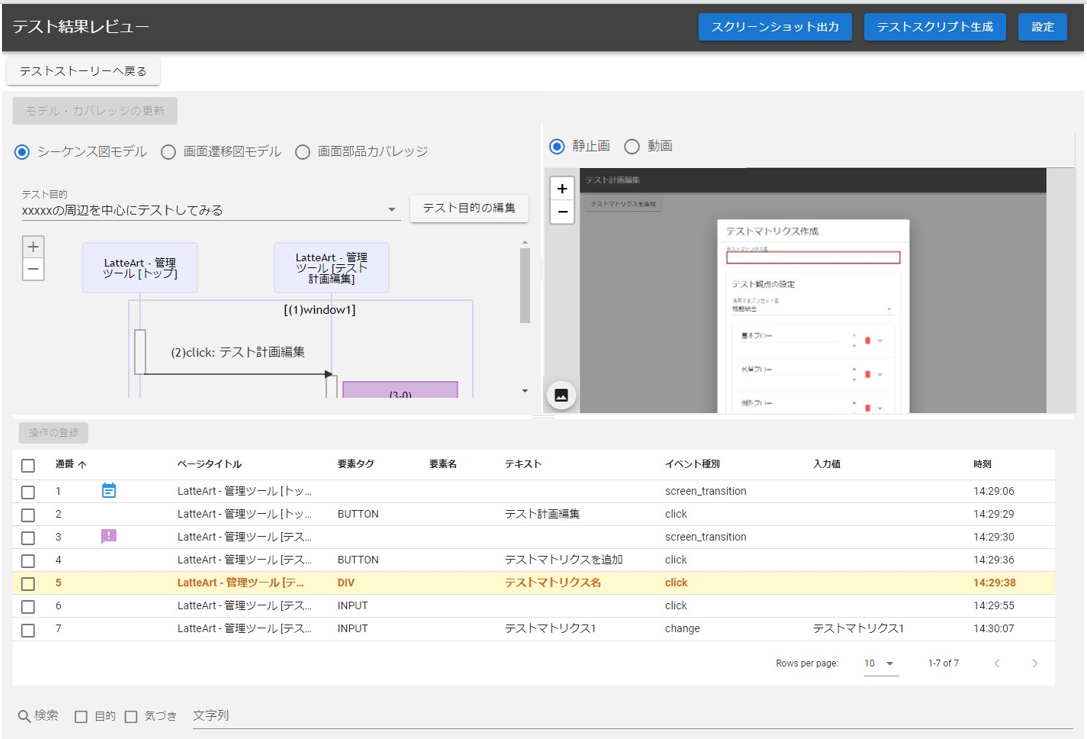 テスト結果レビュー
スクリーンショット出力
テストスクリプト生成
設定
テストストーリーへ戻る
モデル・カバレッジの更新
シーケンス図モデル 画面遷移図モデル 画面部品カバレッジ
テスト目的
xxxxxの周辺を中心にテストしてみる
テスト目的の編集
+
−
LatteArt - 管理
ツール [トップ]
LatteArt - 管理
ツール [テスト
計画編集]
[(1)window1]
(2)click: テスト計画編集
(3-0)
静止画 動画
+
−
テスト計画編集
テストマトリクスを追加
テストマトリクス作成
テストマトリクス名
テスト観点の設定
基本フロー
代替フロー
例外フロー
操作の登録
通番 ページタイトル 要素タグ 要素名 テキスト イベント種別 入力値 時刻
1 LatteArt - 管理ツール [トッ... screen_transition 14:29:06
2 LatteArt - 管理ツール [トッ... BUTTON テスト計画編集 click 14:29:29
3 LatteArt - 管理ツール [テス... screen_transition 14:29:30
4 LatteArt - 管理ツール [テス... BUTTON テストマトリクスを追加 click 14:29:36
5 LatteArt - 管理ツール [テ... DIV テストマトリクス名 click 14:29:38
6 LatteArt - 管理ツール [テス... INPUT click 14:29:55
7 LatteArt - 管理ツール [テス... INPUT テストマトリクス1 change テストマトリクス1 14:30:07
Rows per page: 10 1-7 of 7
検索 目的 気づき 文字列